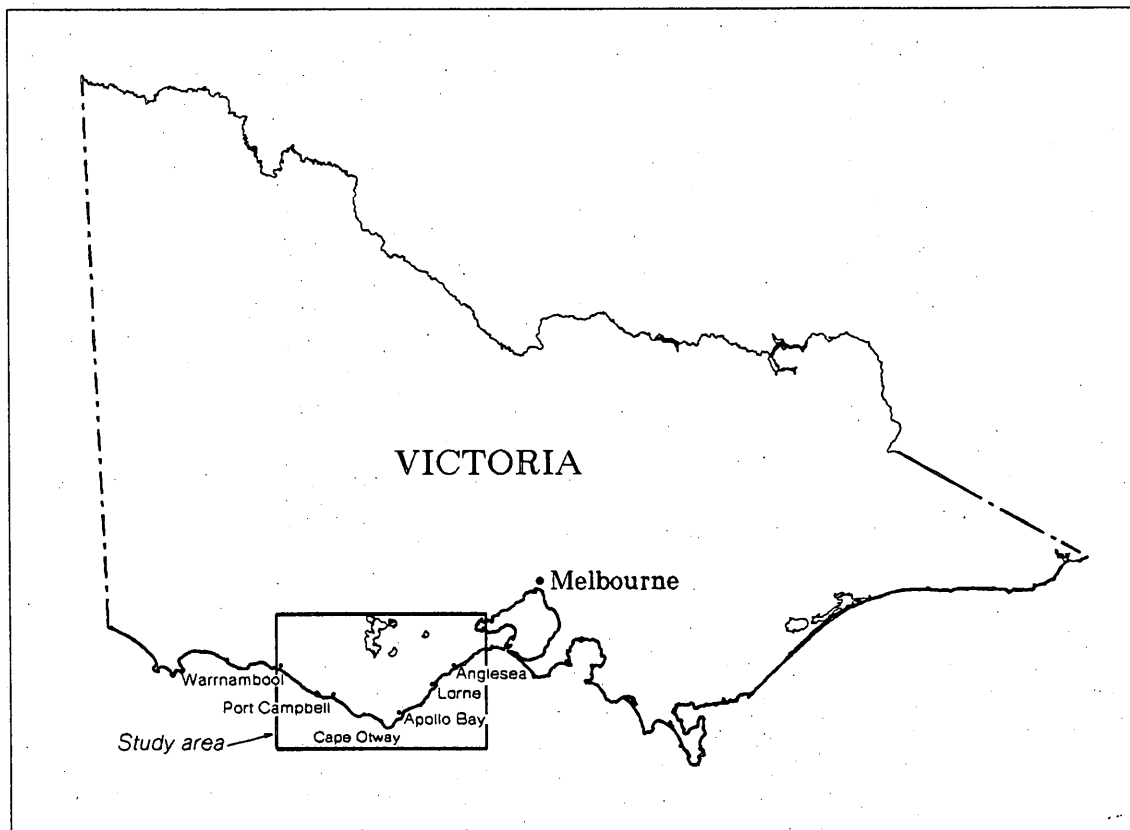 VICTORIA
Melbourne
Warrnambool
Anglesea
Lorne
Port Campbell
Apollo Bay
Cape Otway
Study area